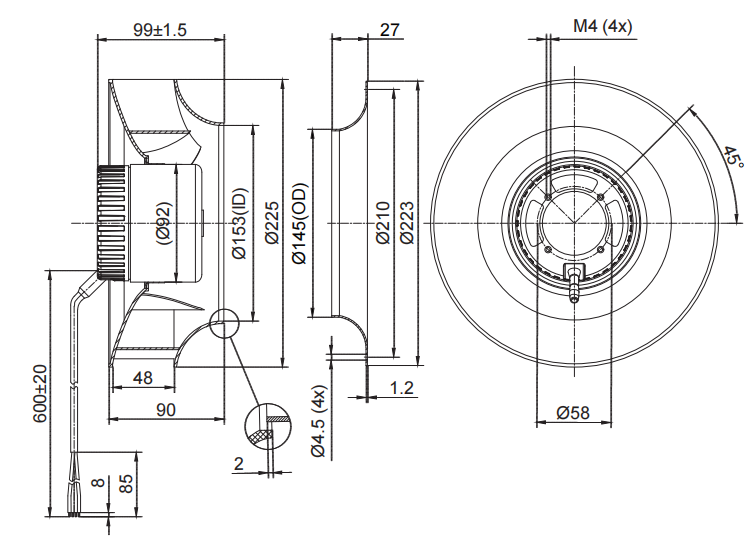 99±1.5
27
M4 (4x)
45°
(Ø92)
Ø153(ID)
Ø225
Ø145(OD)
Ø210
Ø223
48
90
600±20
8
85
2
Ø4.5 (4x)
1.2
Ø58